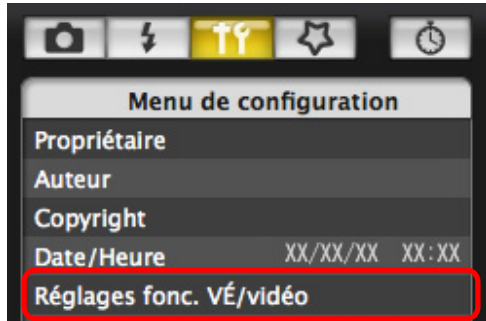 Menu de configuration
Propriétaire
Auteur
Copyright
Date/Heure XX/XX/XX XX:XX
Réglages fonc. VÉ/vidéo